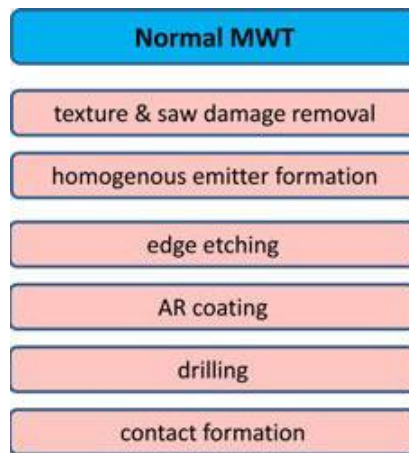 Normal MWT
texture & saw damage removal
homogenous emitter formation
edge etching
AR coating
drilling
contact formation